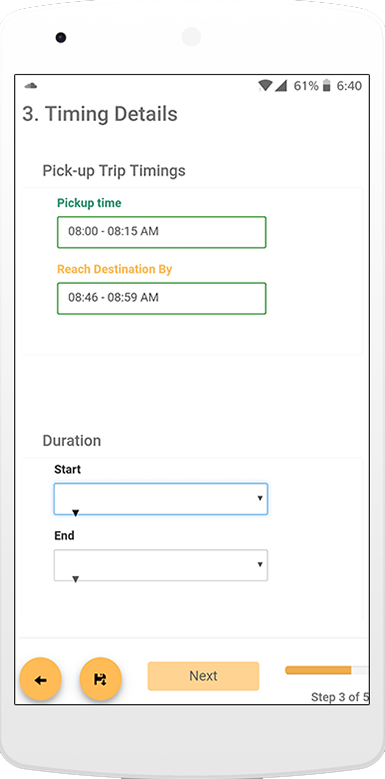 61% 6:40
3. Timing Details
Pick-up Trip Timings
Pickup time
08:00 - 08:15 AM
Reach Destination By
08:46 - 08:59 AM
Duration
Start
End
Next
Step 3 of 5